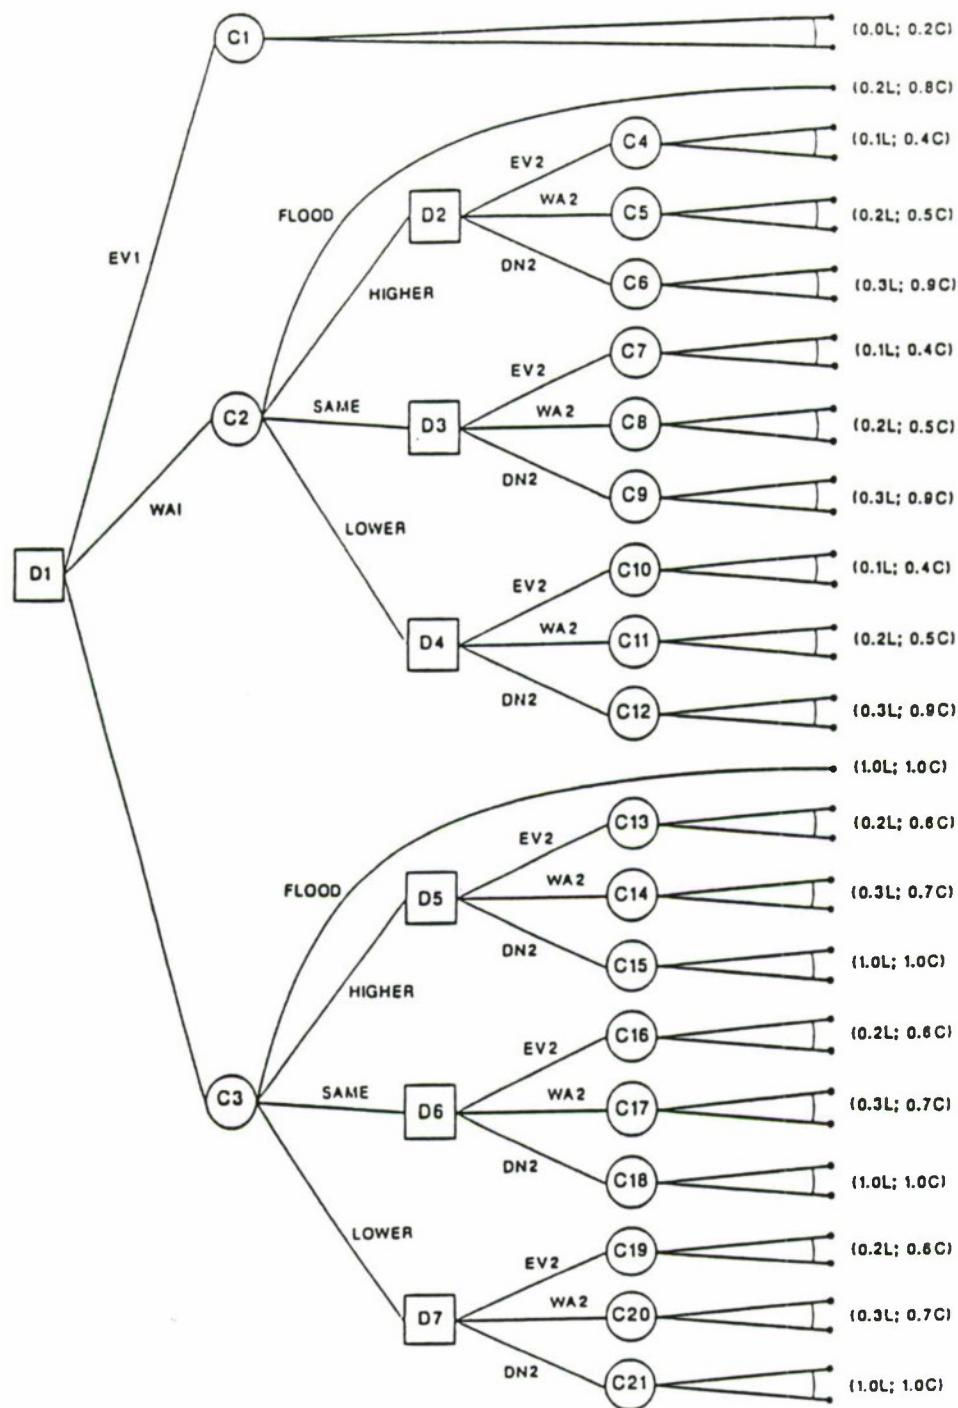 C1
(0.0L; 0.2C)
(0.2L; 0.8C)
C4
(0.1L; 0.4C)
EV2
FLOOD
D2
WA2
C5
(0.2L; 0.5C)
EV1
DN2
C6
(0.3L; 0.9C)
HIGHER
C7
(0.1L; 0.4C)
EV2
C2
SAME
D3
WA2
C8
(0.2L; 0.5C)
DN2
C9
(0.3L; 0.9C)
WA1
LOWER
D1
C10
(0.1L; 0.4C)
EV2
D4
WA2
C11
(0.2L; 0.5C)
DN2
C12
(0.3L; 0.9C)
(1.0L; 1.0C)
C13
(0.2L; 0.6C)
EV2
FLOOD
D5
WA2
C14
(0.3L; 0.7C)
DN2
C15
(1.0L; 1.0C)
HIGHER
C16
(0.2L; 0.6C)
EV2
C3
SAME
D6
WA2
C17
(0.3L; 0.7C)
DN2
C18
(1.0L; 1.0C)
LOWER
C19
(0.2L; 0.6C)
EV2
D7
WA2
C20
(0.3L; 0.7C)
DN2
C21
(1.0L; 1.0C)